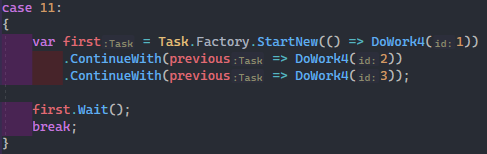 case 11:
{
var first:Task = Task.Factory.StartNew(() => DoWork4(id:1))
.ContinueWith(previous:Task => DoWork4(id:2))
.ContinueWith(previous:Task => DoWork4(id:3));
first.Wait();
break;
}